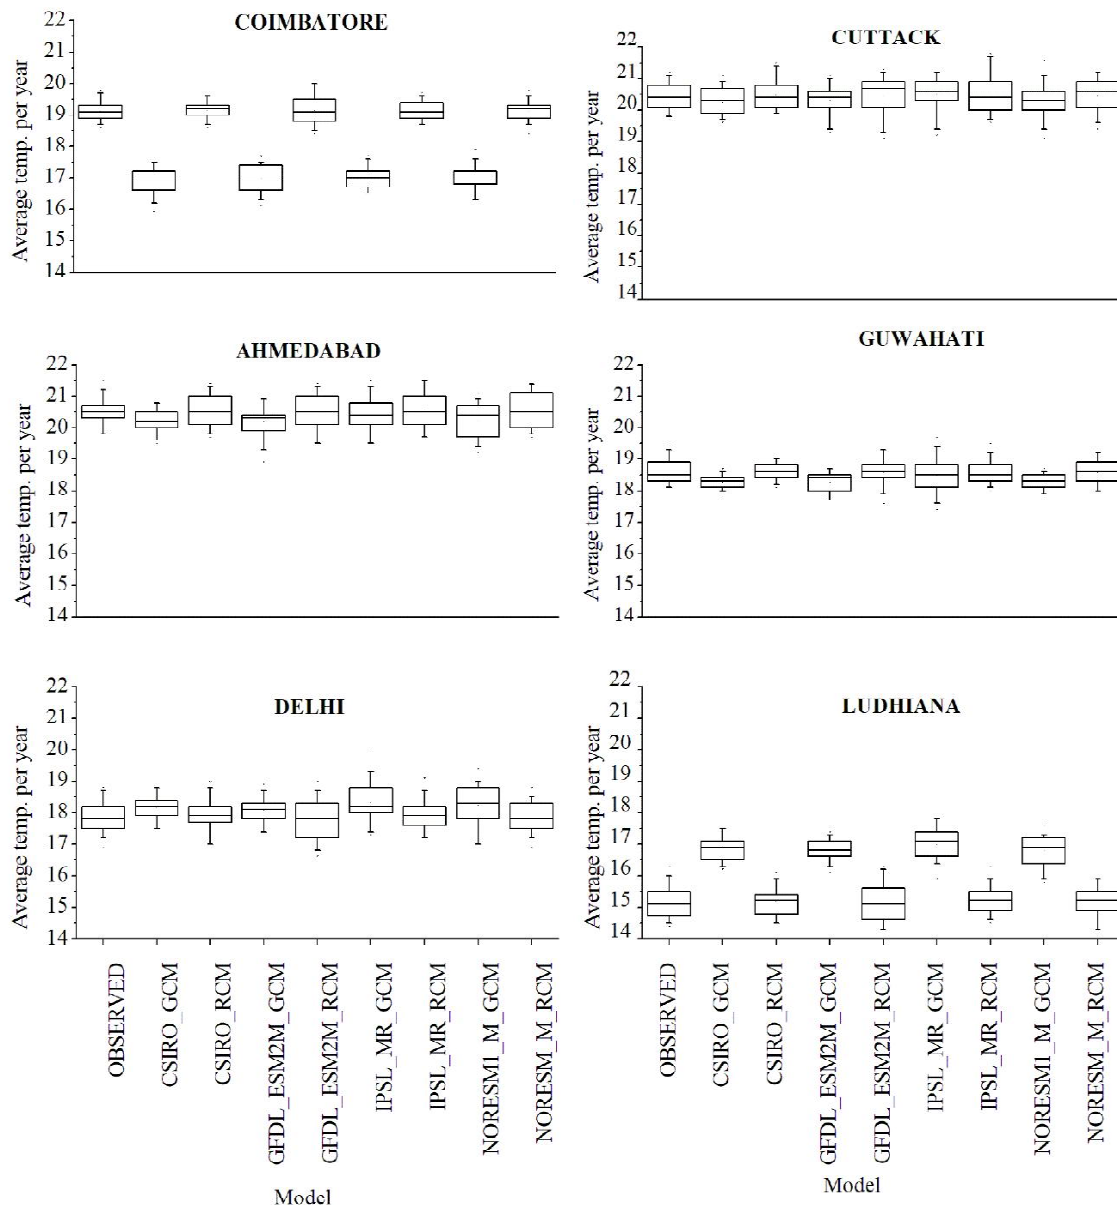 COIMBATORE
Average temp. per year
22
21
20
19
18
17
16
15
14
CUTTACK
Average temp. per year
22
21
20
19
18
17
16
15
14
AHMEDABAD
Average temp. per year
22
21
20
19
18
17
16
15
14
GUWAHATI
Average temp. per year
22
21
20
19
18
17
16
15
14
DELHI
Average temp. per year
22
21
20
19
18
17
16
15
14
OBSERVED
CSIRO_GCM
CSIRO_RCM
GFDL_ESM2M_GCM
GFDL_ESM2M_RCM
IPSL_MR_GCM
IPSL_MR_RCM
NORESM1_M_GCM
NORESM_M_RCM
Model
LUDHIANA
Average temp. per year
22
21
20
19
18
17
16
15
14
OBSERVED
CSIRO_GCM
CSIRO_RCM
GFDL_ESM2M_GCM
GFDL_ESM2M_RCM
IPSL_MR_GCM
IPSL_MR_RCM
NORESM1_M_GCM
NORESM_M_RCM
Model